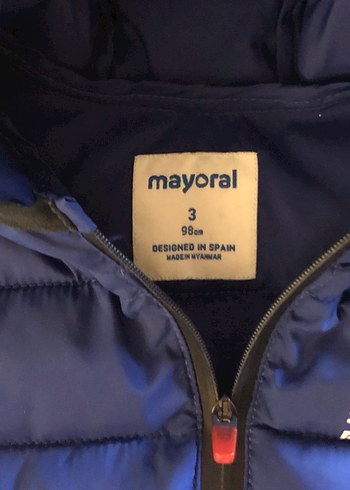 mayoral
3
98cm
DESIGNED IN SPAIN
MADE IN MYANMAR